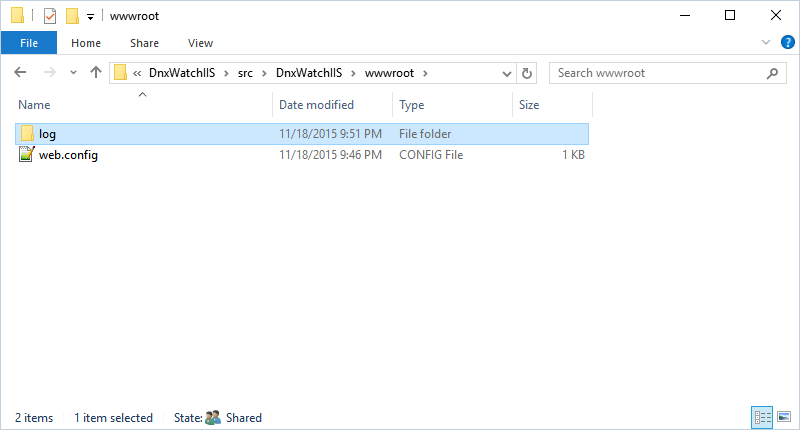 wwwroot
File Home Share View
« DnxWatchIIS > src > DnxWatchIIS > wwwroot > Search wwwroot
Name Date modified Type Size
log 11/18/2015 9:51 PM File folder
web.config 11/18/2015 9:46 PM CONFIG File 1 KB
2 items 1 item selected State: Shared